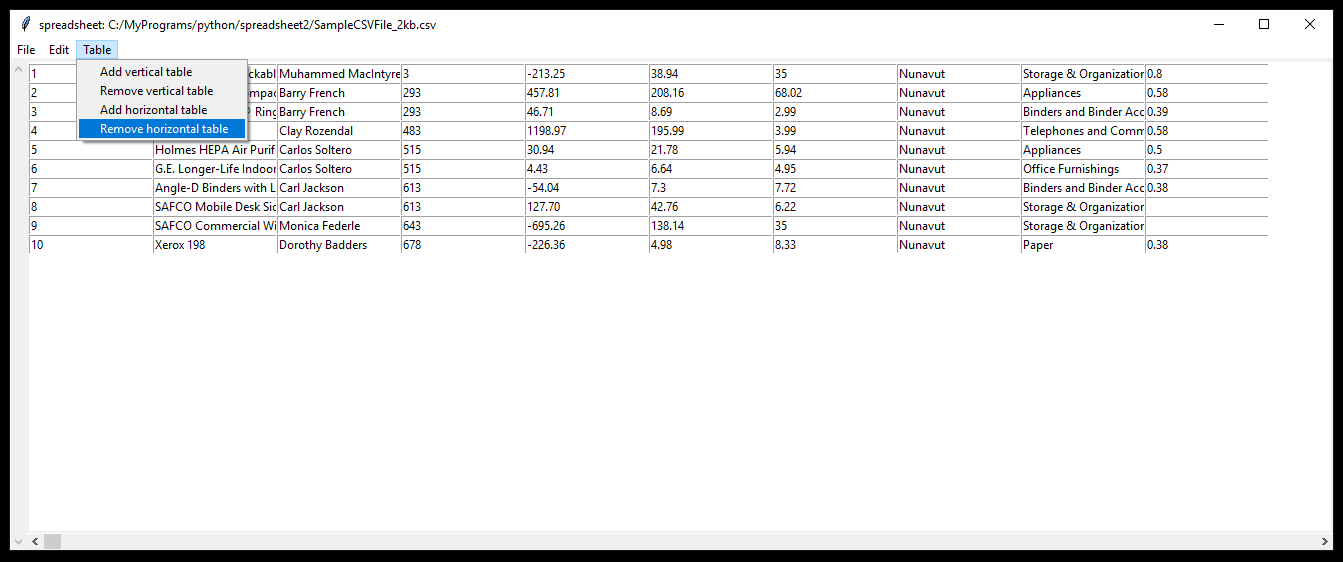 spreadsheet: C:/MyPrograms/python/spreadsheet2/SampleCSVFile_2kb.csv
File Edit Table
Add vertical table
Remove vertical table
Add horizontal table
Remove horizontal table
1 Muhammed MacIntyre 3 -213.25 38.94 35 Nunavut Storage & Organization 0.8
2 Barry French 293 457.81 208.16 68.02 Nunavut Appliances 0.58
3 Ring Barry French 293 46.71 8.69 2.99 Nunavut Binders and Binder Acc 0.39
4 Clay Rozendal 483 1198.97 195.99 3.99 Nunavut Telephones and Comm 0.58
5 Holmes HEPA Air Purif Carlos Soltero 515 30.94 21.78 5.94 Nunavut Appliances 0.5
6 G.E. Longer-Life Indoor Carlos Soltero 515 4.43 6.64 4.95 Nunavut Office Furnishings 0.37
7 Angle-D Binders with L Carl Jackson 613 -54.04 7.3 7.72 Nunavut Binders and Binder Acc 0.38
8 SAFCO Mobile Desk Sid Carl Jackson 613 127.70 42.76 6.22 Nunavut Storage & Organization
9 SAFCO Commercial Wi Monica Federle 643 -695.26 138.14 35 Nunavut Storage & Organization
10 Xerox 198 Dorothy Badders 678 -226.36 4.98 8.33 Nunavut Paper 0.38